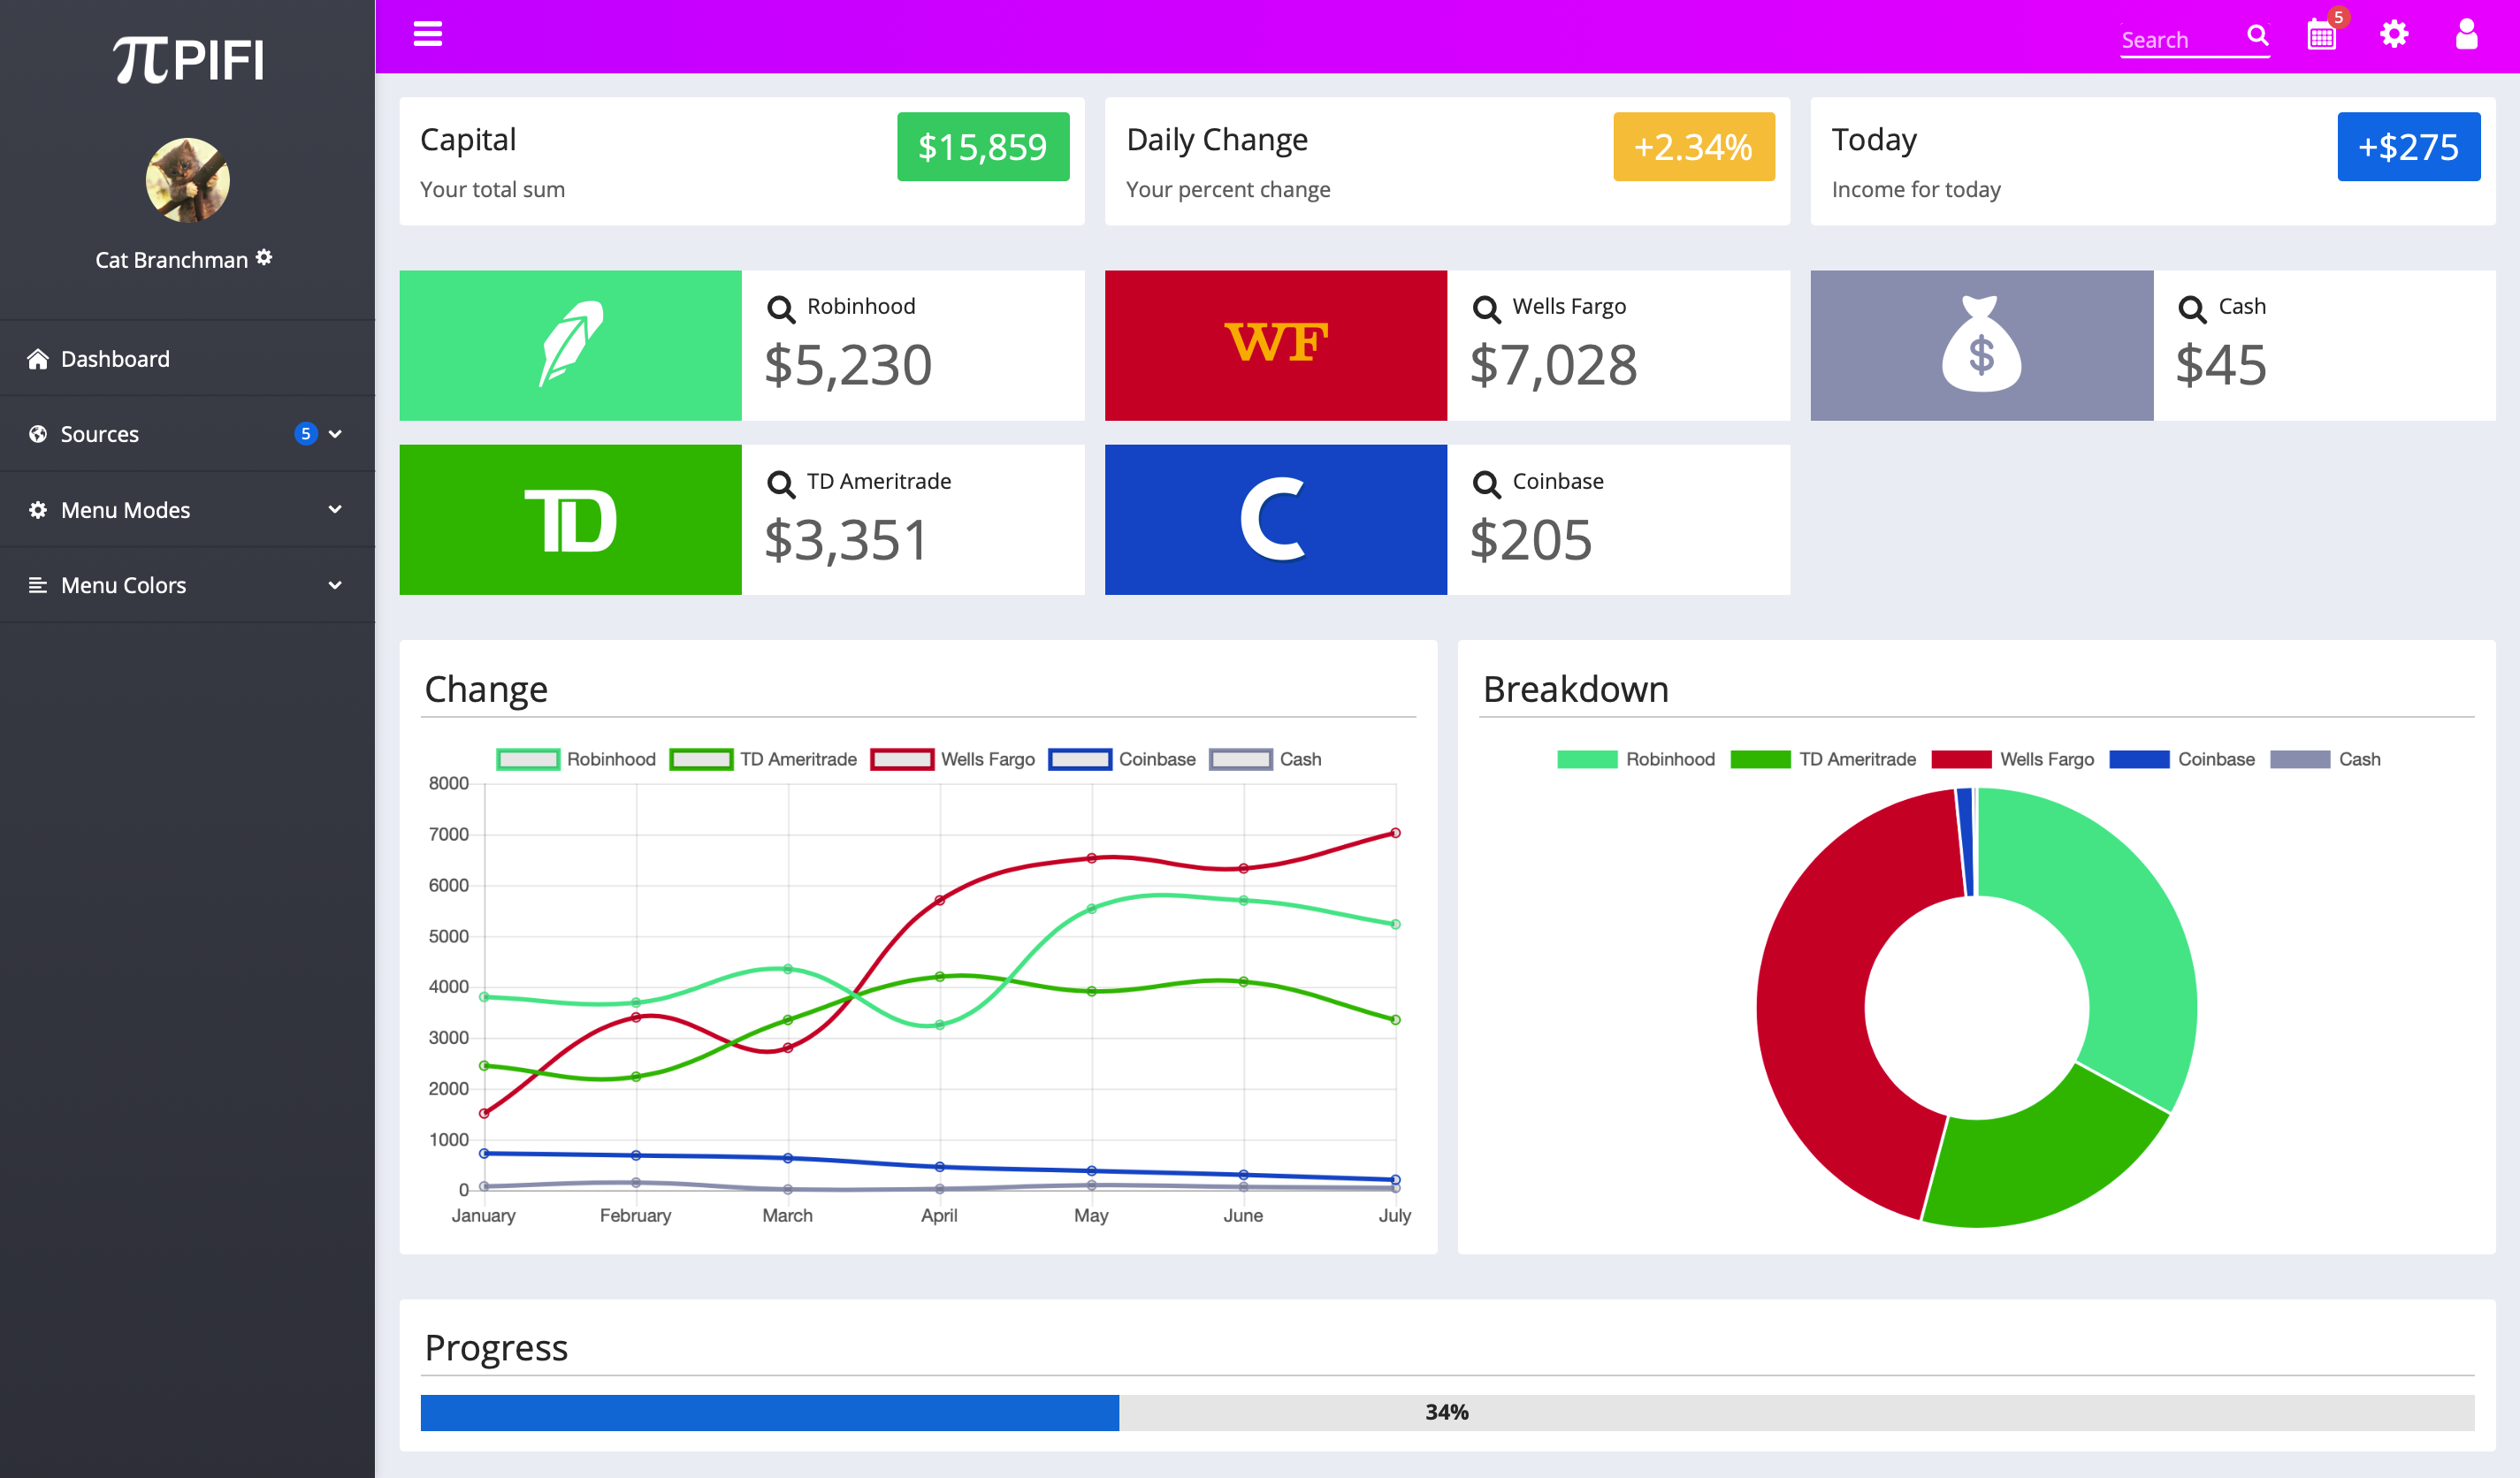 πPIFI
Cat Branchman
Dashboard
Sources 5
Menu Modes
Menu Colors
Search 5
Capital
Your total sum
$15,859
Daily Change
Your percent change
+2.34%
Today
Income for today
+$275
Robinhood
$5,230
WF
Wells Fargo
$7,028
$
Cash
$45
TD
TD Ameritrade
$3,351
C
Coinbase
$205
Change
Robinhood TD Ameritrade Wells Fargo Coinbase Cash
8000
7000
6000
5000
4000
3000
2000
1000
0
January February March April May June July
Breakdown
Robinhood TD Ameritrade Wells Fargo Coinbase Cash
Progress
34%